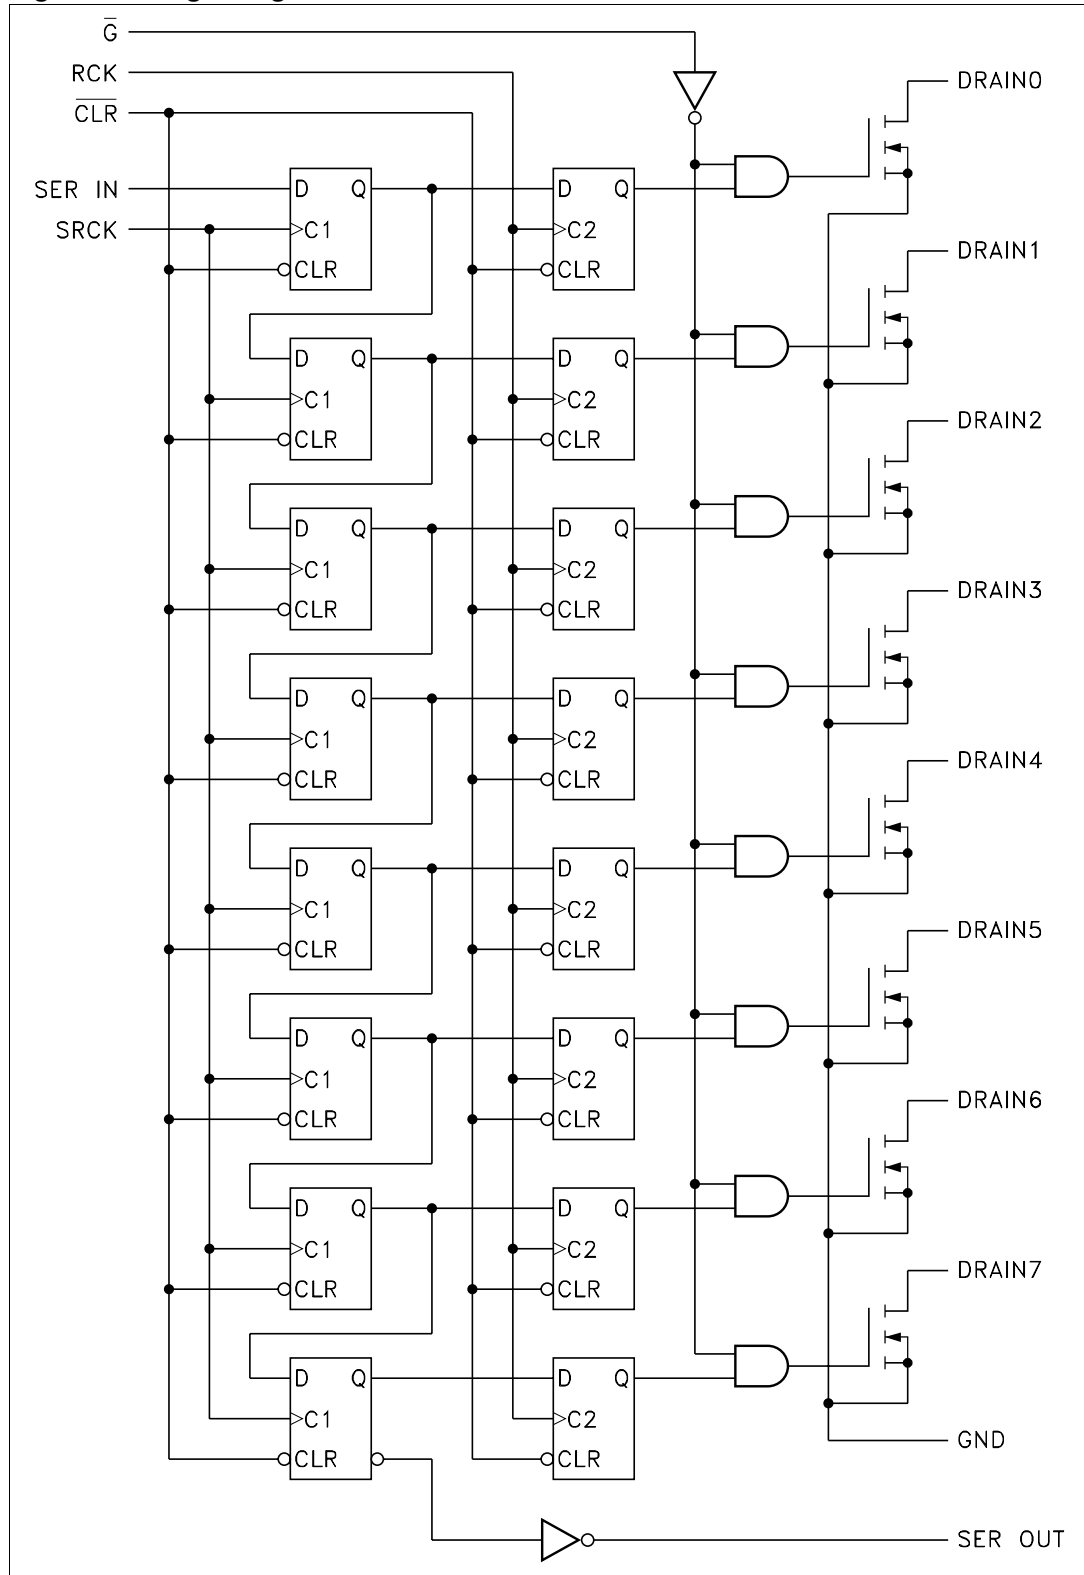 G
RCK
CLR
DRAIN0
D Q D Q
SER IN
SRCK
C1 C2
CLR CLR
DRAIN1
D Q D Q
C1 C2
CLR CLR
DRAIN2
D Q D Q
C1 C2
CLR CLR
DRAIN3
D Q D Q
C1 C2
CLR CLR
DRAIN4
D Q D Q
C1 C2
CLR CLR
DRAIN5
D Q D Q
C1 C2
CLR CLR
DRAIN6
D Q D Q
C1 C2
CLR CLR
DRAIN7
D Q D Q
C1 C2
CLR CLR
GND
SER OUT